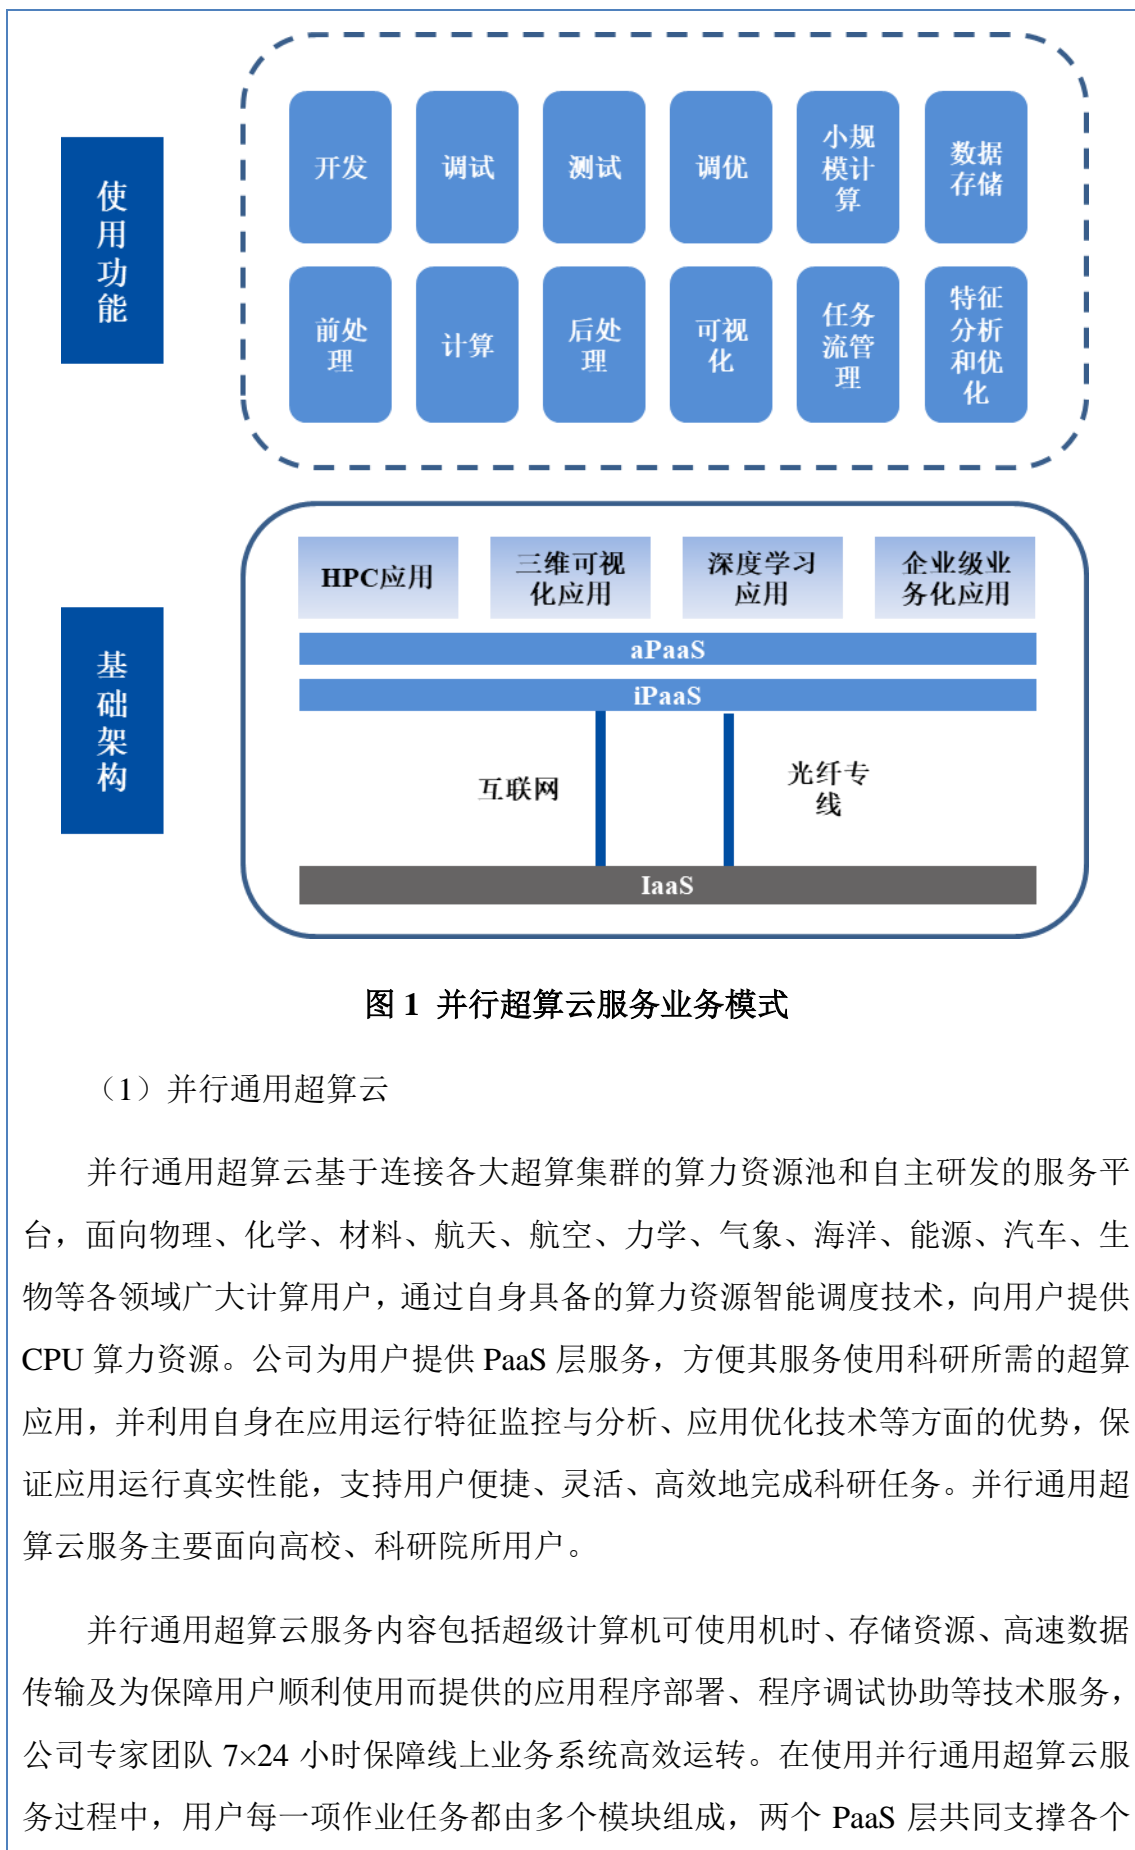 使用功能
开发
调试
测试
调优
小规
模计
算
数据
存储
前处
理
计算
后处
理
可视
化
任务
流管
理
特征
分析
和优
化
基础架构
HPC应用
三维可视
化应用
深度学习
应用
企业级业
务化应用
aPaaS
iPaaS
互联网
光纤专
线
IaaS
图 1 并行超算云服务业务模式
（1）并行通用超算云
并行通用超算云基于连接各大超算集群的算力资源池和自主研发的服务平
台，面向物理、化学、材料、航天、航空、力学、气象、海洋、能源、汽车、生
物等各领域广大计算用户，通过自身具备的算力资源智能调度技术，向用户提供
CPU 算力资源。公司为用户提供 PaaS 层服务，方便其服务使用科研所需的超算
应用，并利用自身在应用运行特征监控与分析、应用优化技术等方面的优势，保
证应用运行真实性能，支持用户便捷、灵活、高效地完成科研任务。并行通用超
算云服务主要面向高校、科研院所用户。
并行通用超算云服务内容包括超级计算机可使用机时、存储资源、高速数据
传输及为保障用户顺利使用而提供的应用程序部署、程序调试协助等技术服务，
公司专家团队 7×24 小时保障线上业务系统高效运转。在使用并行通用超算云服
务过程中，用户每一项作业任务都由多个模块组成，两个 PaaS 层共同支撑各个